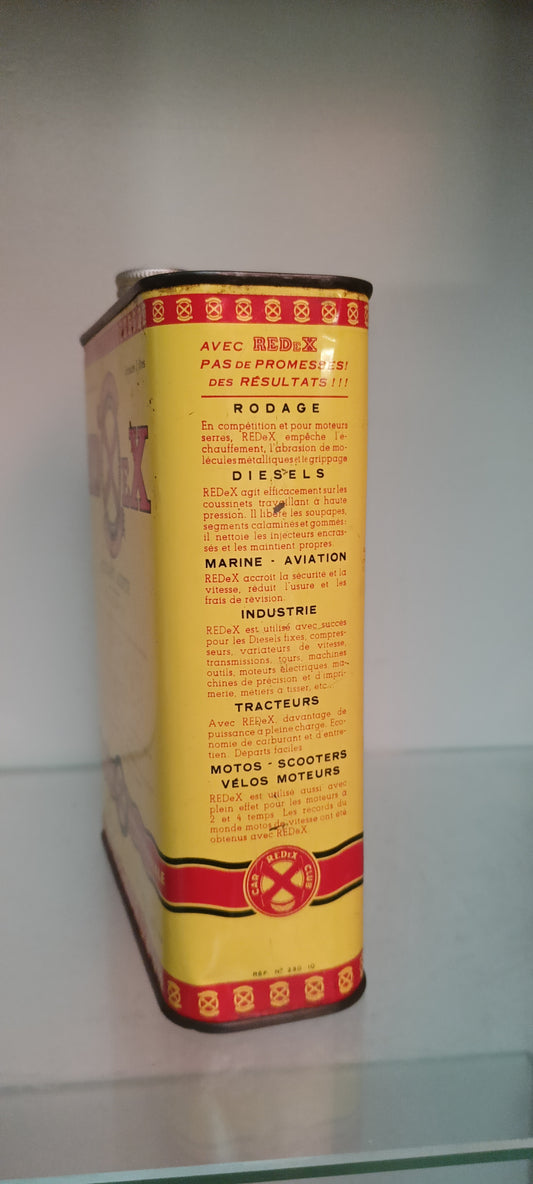 AVEC REDeX
PAS DE PROMESSES!
DES RÉSULTATS!!!
RODAGE
En compétition et pour moteurs
serrés, REDeX empêche l'é-
chauffement, l'abrasion de mo-
lécules métalliques et le grippage
DIESELS
REDeX agit efficacement sur les
coussinets travaillant à haute
pression. Il libère les soupapes,
segments calaminés et gommés:
il nettoie les injecteurs encras-
sés et les maintient propres.
MARINE - AVIATION
REDeX accroît la sécurité et la
vitesse, réduit l'usure et les
frais de révision.
INDUSTRIE
REDeX est utilisé avec succès
pour les Diesels fixes, compres-
seurs, variateurs de vitesse,
transmissions, tours, machines
outils, moteurs électriques, ma-
chines de précision et d'impri-
merie, métiers à tisser, etc...
TRACTEURS
Avec REDeX, davantage de
puissance à pleine charge. Eco-
nomie de carburant et d'entre-
tien. Départs faciles
MOTOS - SCOOTERS
VÉLOS MOTEURS
REDeX est utilisé aussi avec
plein effet pour les moteurs à
2 et 4 temps. Les records du
monde motos de vitesse ont été
obtenus avec REDeX
REDEX
CAR CLUB
REF. N° 230 10